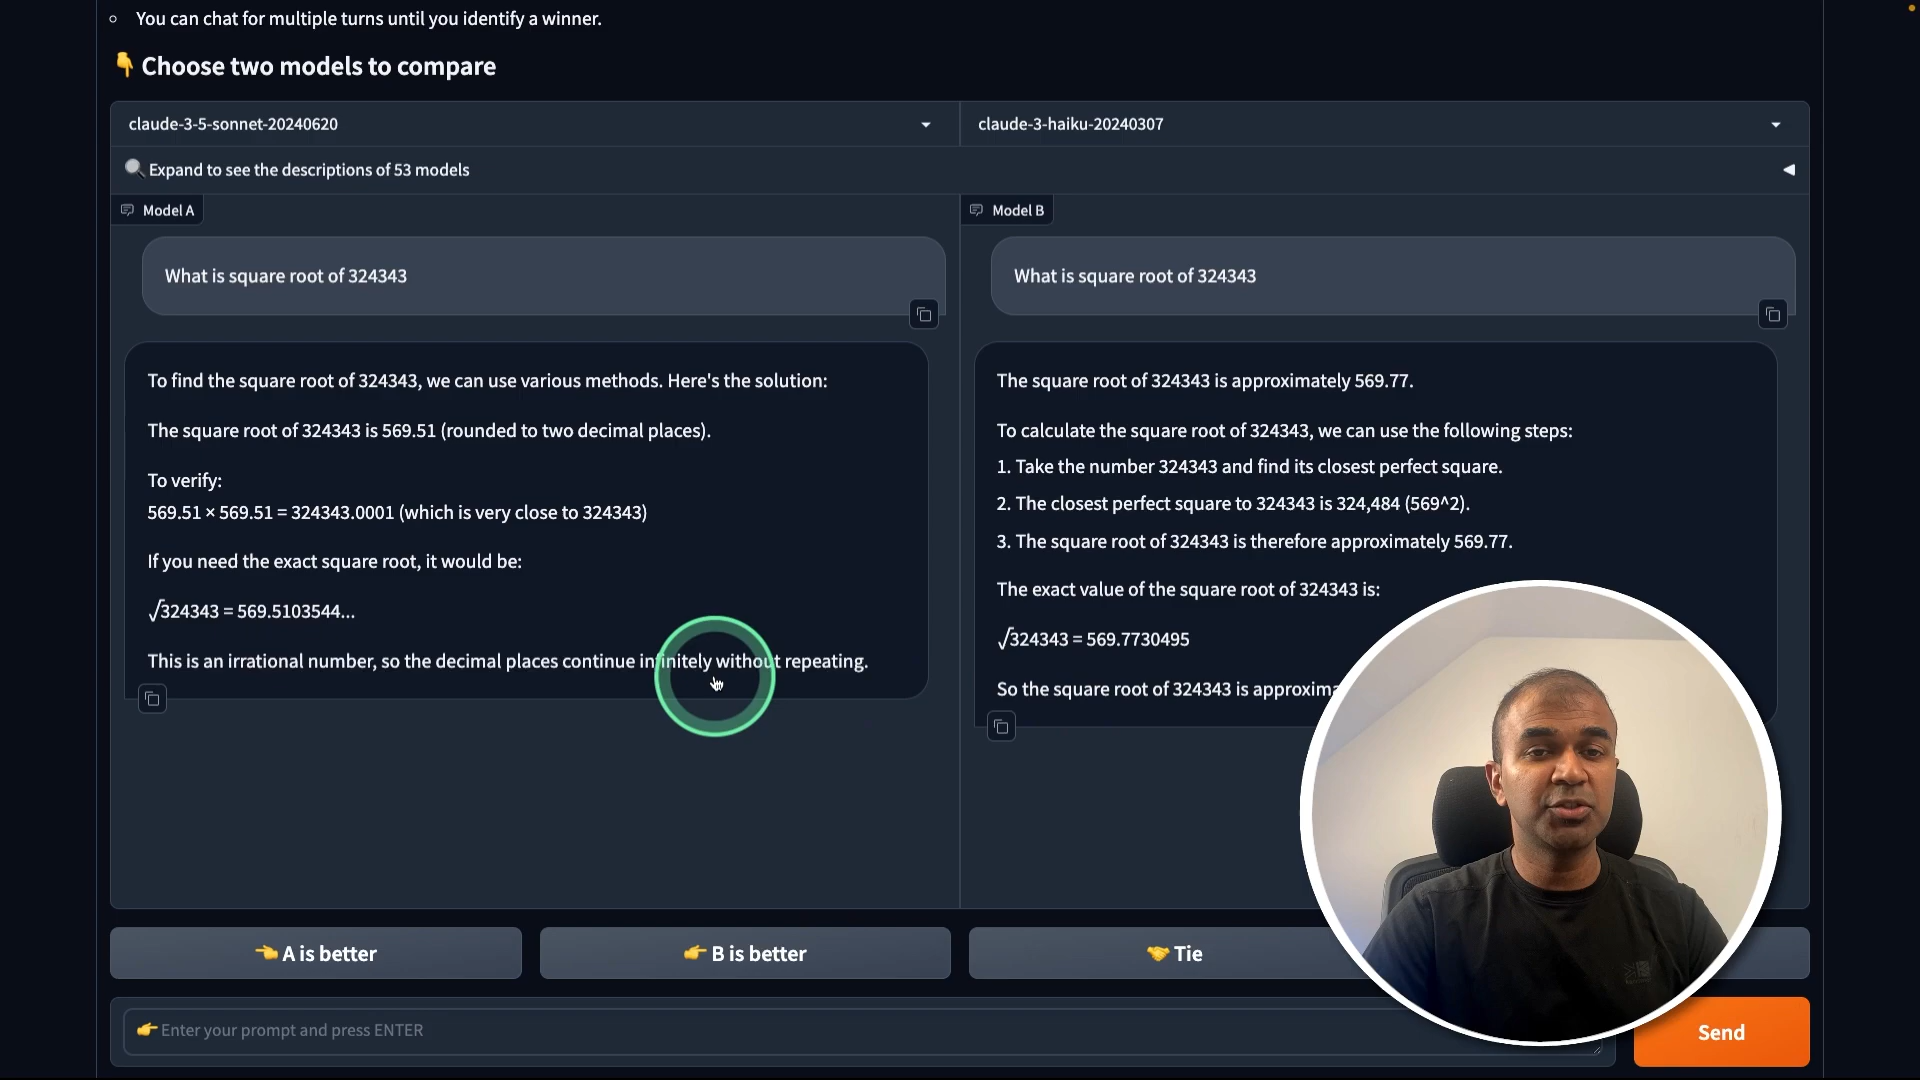 You can chat for multiple turns until you identify a winner.
👇 Choose two models to compare
claude-3-5-sonnet-20240620
claude-3-haiku-20240307
🔍 Expand to see the descriptions of 53 models
Model A
What is square root of 324343
To find the square root of 324343, we can use various methods. Here's the solution:
The square root of 324343 is 569.51 (rounded to two decimal places).
To verify:
569.51 × 569.51 = 324343.0001 (which is very close to 324343)
If you need the exact square root, it would be:
√324343 = 569.5103544...
This is an irrational number, so the decimal places continue infinitely without repeating.
Model B
What is square root of 324343
The square root of 324343 is approximately 569.77.
To calculate the square root of 324343, we can use the following steps:
1. Take the number 324343 and find its closest perfect square.
2. The closest perfect square to 324343 is 324,484 (569^2).
3. The square root of 324343 is therefore approximately 569.77.
The exact value of the square root of 324343 is:
√324343 = 569.7730495
So the square root of 324343 is
👈 A is better
👉 B is better
🤝 Tie
👉 Enter your prompt and press ENTER
Send